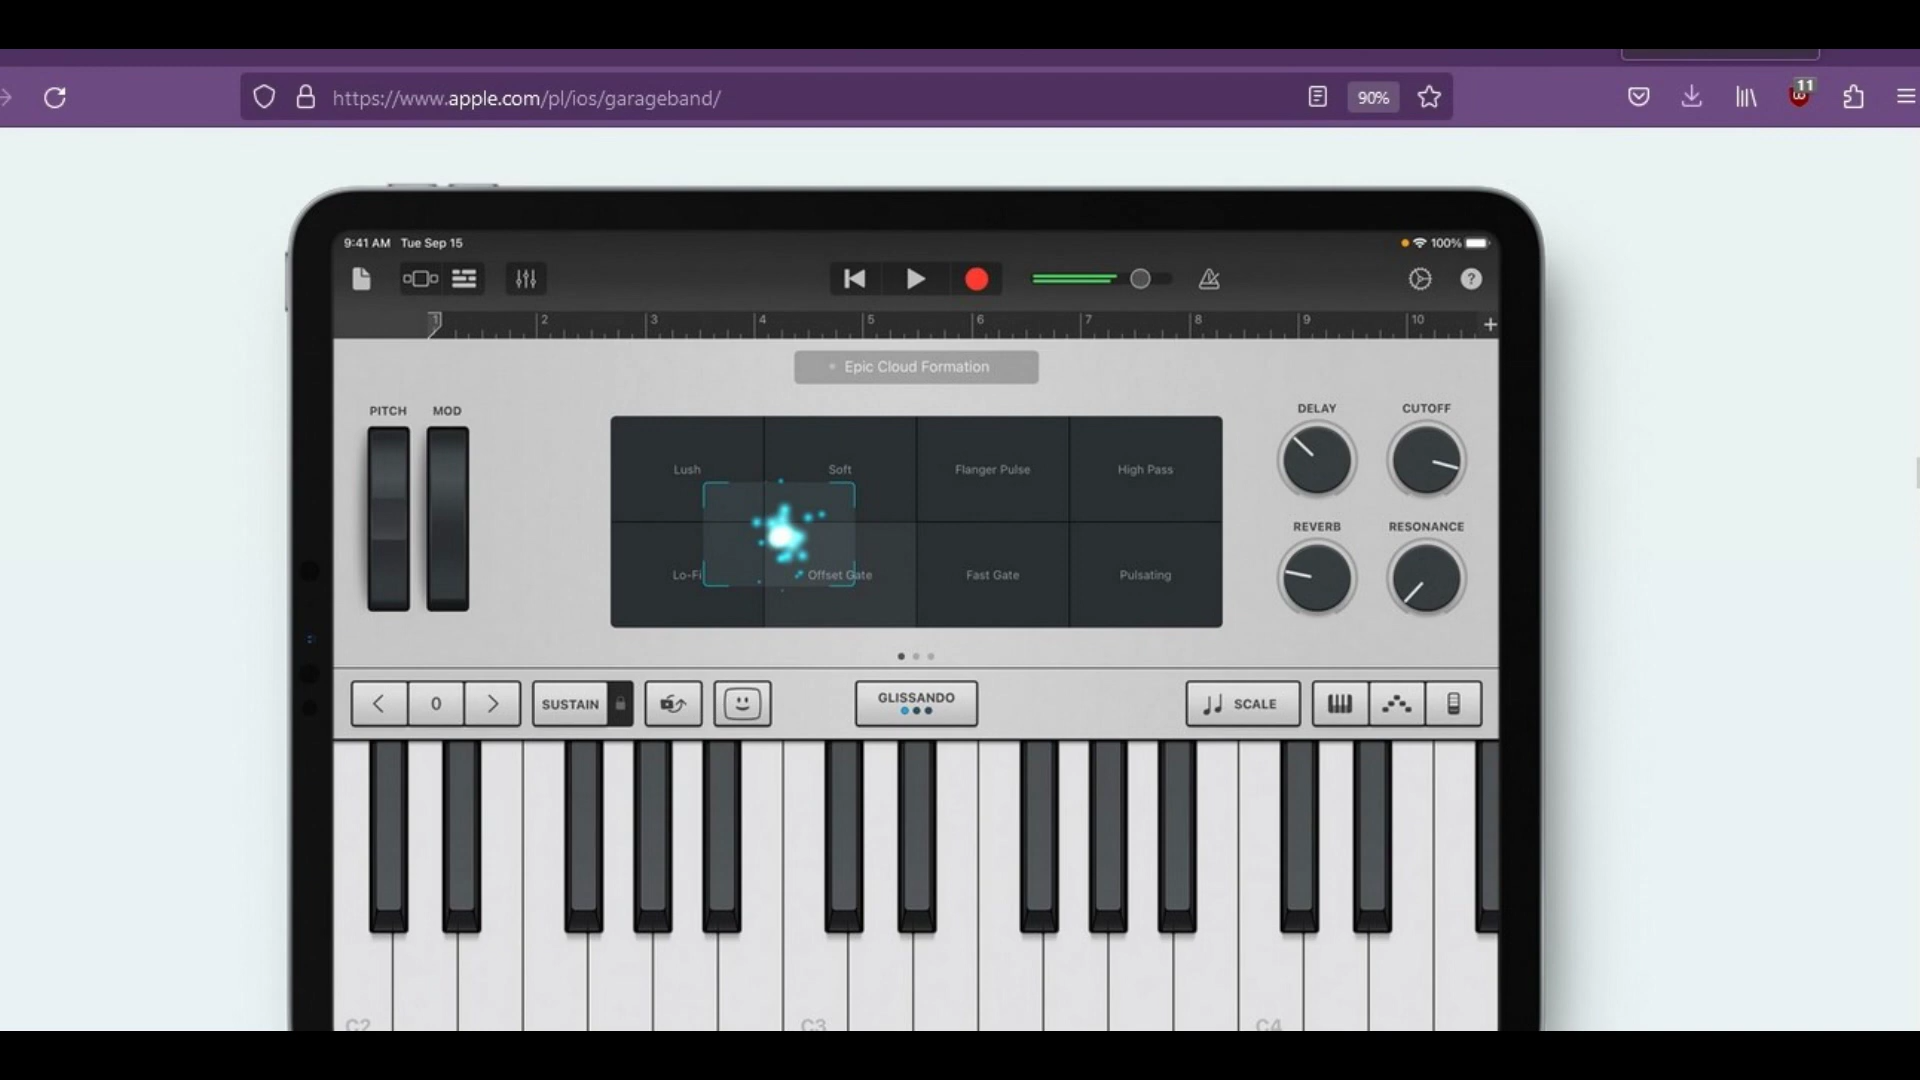 https://www.apple.com/pl/ios/garageband/
90%
11
9:41 AM Tue Sep 15
100%
1 2 3 4 5 6 7 8 9 10 +
Epic Cloud Formation
PITCH MOD
DELAY CUTOFF
Lush Soft Flanger Pulse High Pass
REVERB RESONANCE
Lo-Fi Offset Gate Fast Gate Pulsating
0 SUSTAIN GLISSANDO SCALE
C2 C3 C4